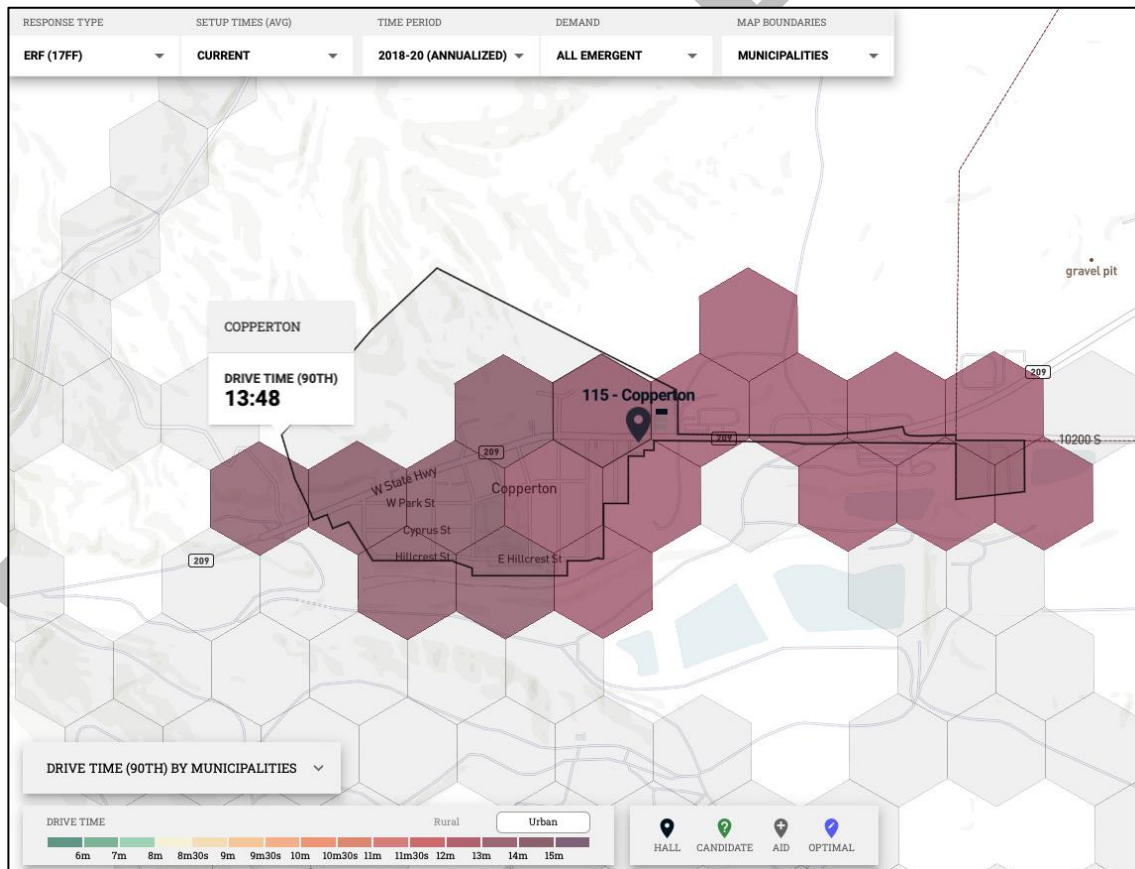 RESPONSE TYPE SETUP TIMES (AVG) TIME PERIOD DEMAND MAP BOUNDARIES
ERF (17FF) CURRENT 2018-20 (ANNUALIZED) ALL EMERGENT MUNICIPALITIES
gravel pit
COPPERTON
DRIVE TIME (90TH)
13:48
209
115 - Copperton
209
10200 S
209
W State Hwy
Copperton
W Park St
Cyprus St
Hillcrest St
E Hillcrest St
209
DRIVE TIME (90TH) BY MUNICIPALITIES
DRIVE TIME Rural Urban
6m 7m 8m 8m30s 9m 9m30s 10m 10m30s 11m 11m30s 12m 13m 14m 15m
HALL CANDIDATE AID OPTIMAL